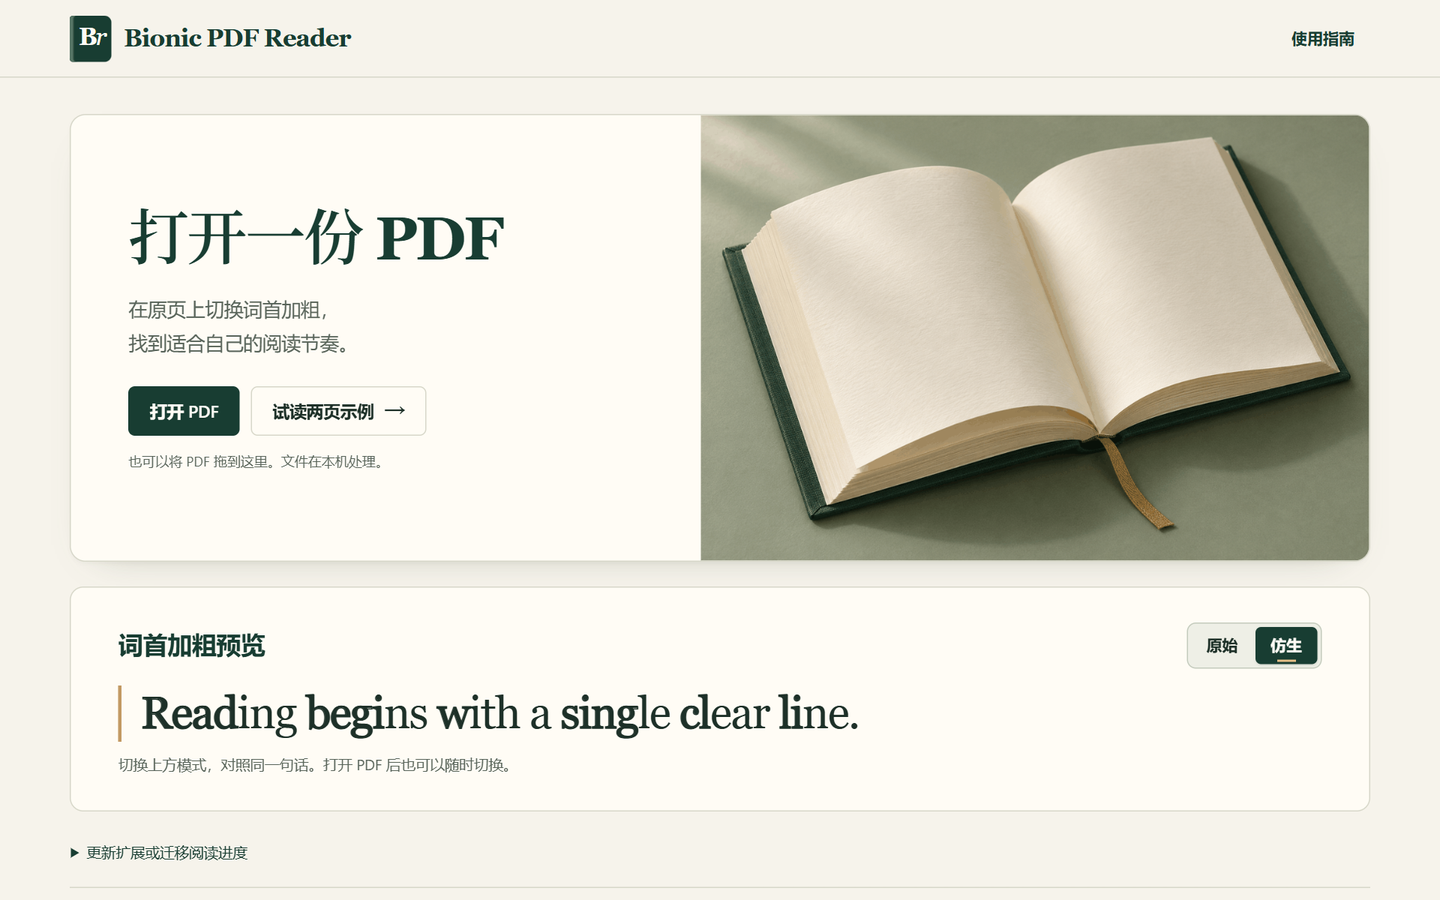 Br
Bionic PDF Reader
使用指南
打开一份 PDF
在原页上切换词首加粗，
找到适合自己的阅读节奏。
打开 PDF
试读两页示例 →
也可以将 PDF 拖到这里。文件在本机处理。
词首加粗预览
原始
仿生
Reading begins with a single clear line.
切换上方模式，对照同一句话。打开 PDF 后也可以随时切换。
▶ 更新扩展或迁移阅读进度